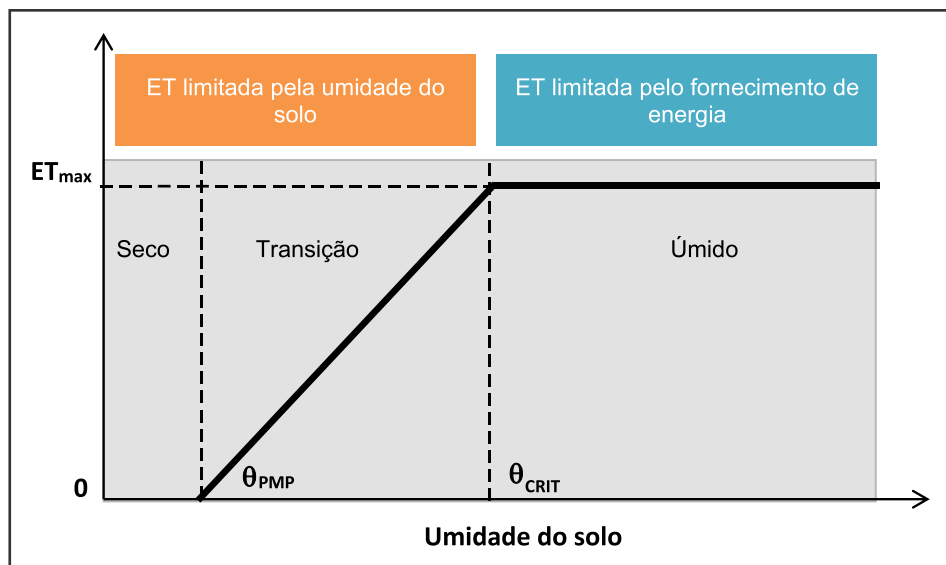 ET limitada pela umidade do
solo
ET limitada pelo fornecimento de
energia
ETmax
Seco
Transição
Úmido
θPMP
θCRIT
0
Umidade do solo